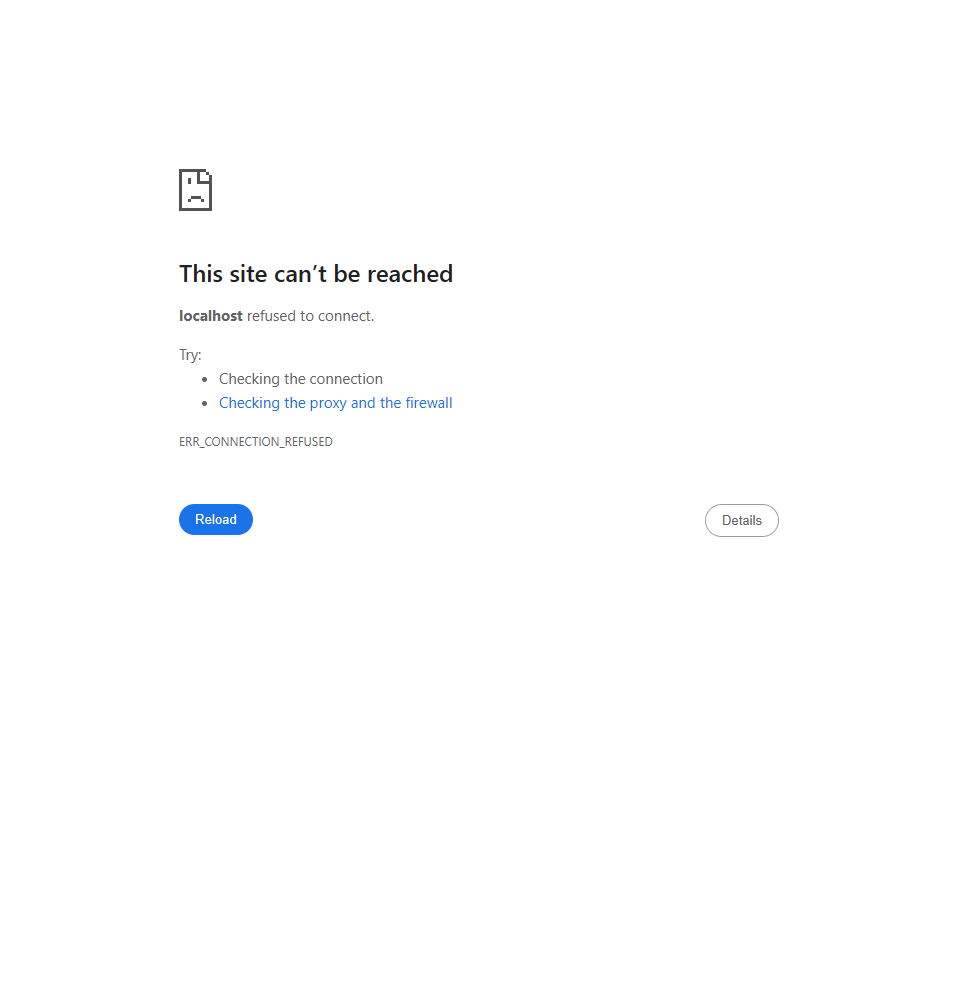 This site can’t be reached
localhost refused to connect.
Try:
Checking the connection
Checking the proxy and the firewall
ERR_CONNECTION_REFUSED
Reload
Details